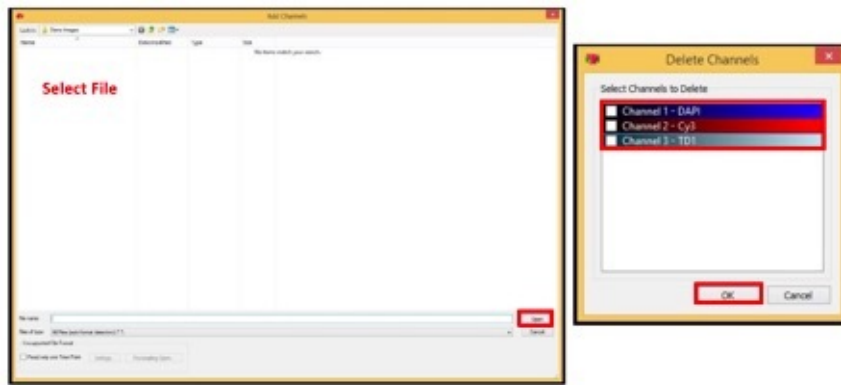 Add Channels
Look in: Demo Images
Name Date modified Type Size
No items match your search.
Select File
File name: Open
Files of type: Cancel
Read only one Time Point Settings...
Delete Channels
Select Channels to Delete
Channel 1 - DAPI
Channel 2 - Cy3
Channel 3 - TD1
OK Cancel